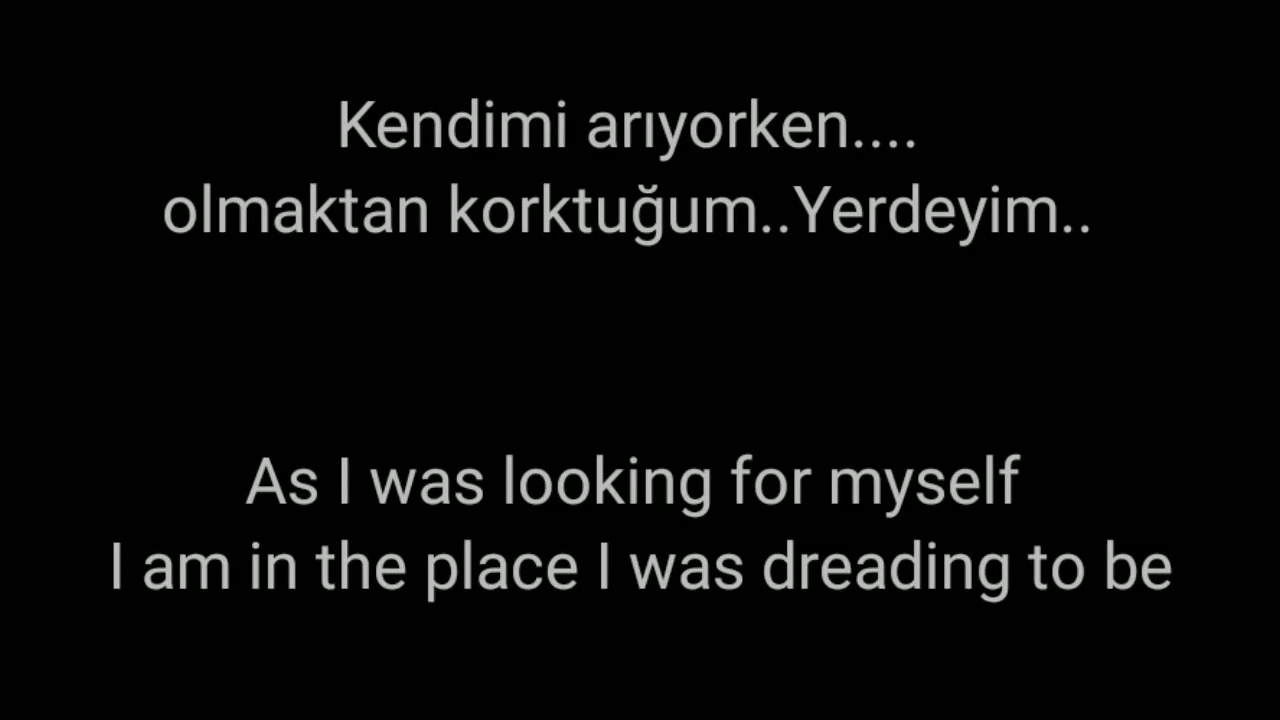 Kendimi arıyorken....
olmaktan korktuğum..Yerdeyim..
As I was looking for myself
I am in the place I was dreading to be